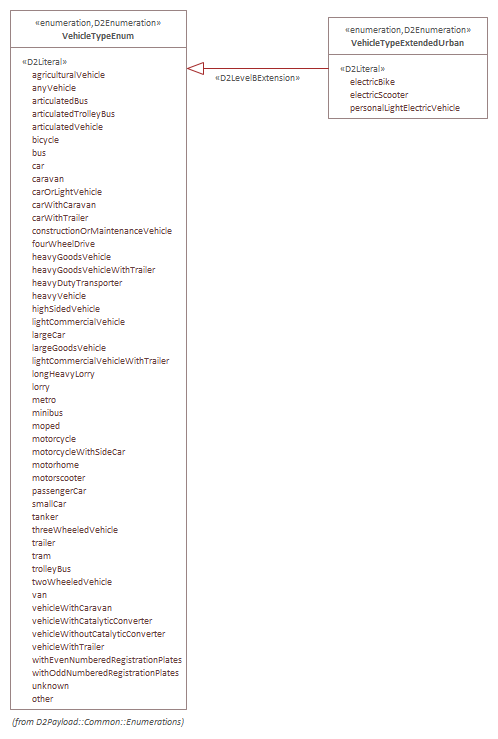 «enumeration,D2Enumeration»
VehicleTypeEnum
«D2Literal»
agriculturalVehicle
anyVehicle
articulatedBus
articulatedTrolleyBus
articulatedVehicle
bicycle
bus
car
caravan
carOrLightVehicle
carWithCaravan
carWithTrailer
constructionOrMaintenanceVehicle
fourWheelDrive
heavyGoodsVehicle
heavyGoodsVehicleWithTrailer
heavyDutyTransporter
heavyVehicle
highSidedVehicle
lightCommercialVehicle
largeCar
largeGoodsVehicle
lightCommercialVehicleWithTrailer
longHeavyLorry
lorry
metro
minibus
moped
motorcycle
motorcycleWithSideCar
motorhome
motorscooter
passengerCar
smallCar
tanker
threeWheeledVehicle
trailer
tram
trolleyBus
twoWheeledVehicle
van
vehicleWithCaravan
vehicleWithCatalyticConverter
vehicleWithoutCatalyticConverter
vehicleWithTrailer
withEvenNumberedRegistrationPlates
withOddNumberedRegistrationPlates
unknown
other
(from D2Payload::Common::Enumerations)
«D2LevelBExtension»
«enumeration,D2Enumeration»
VehicleTypeExtendedUrban
«D2Literal»
electricBike
electricScooter
personalLightElectricVehicle